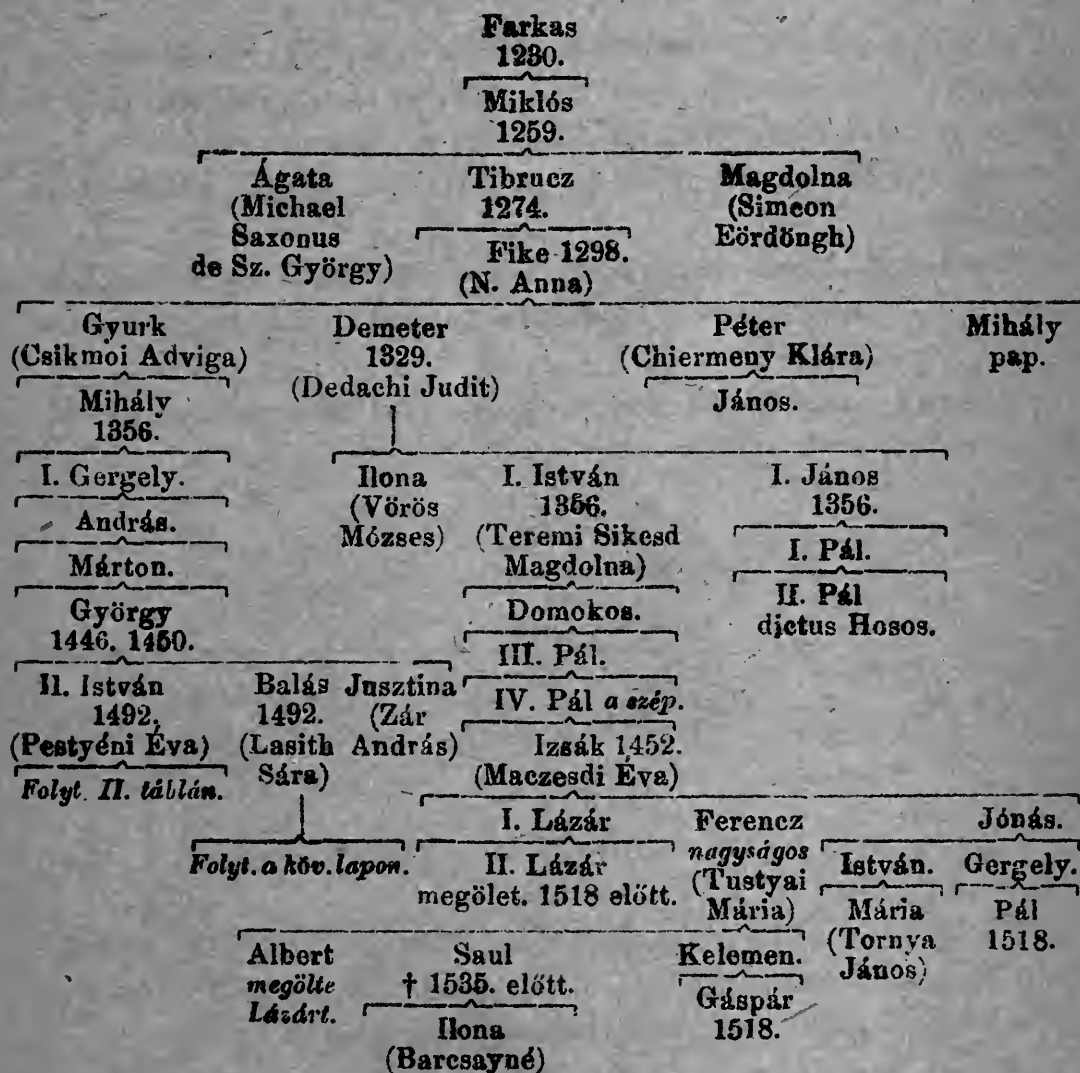 Farkas
1230.
Miklós
1259.
Ágata Tibrucz Magdolna
(Michael 1274. (Simeon
Saxonus Eördöngh)
de Sz. György) Fike 1298.
(N. Anna)
Gyurk Demeter Péter Mihály
(Csikmoi Adviga) 1329. (Chiermeny Klára) pap.
Mihály (Dedachi Judit) János.
1356.
I. Gergely. Ilona I. István I. János
(Vörös 1356. 1356.
András. Mózses) (Teremi Sikesd I. Pál.
Márton. Magdolna)
György Domokos. II. Pál
1446. 1450. dictus Hosos.
III. Pál.
II. István Balás Jusztina IV. Pál a szép.
1492, 1492. (Zár Izsák 1452.
(Pestyéni Éva) (Lasith András) (Maczesdi Éva)
Folyt. II. táblán. Sára)
I. Lázár Ferencz Jónás.
Folyt. a köv. lapon. II. Lázár nagyságos István. Gergely.
megölet. 1518 előtt. (Tustyai
Mária) Mária Pál
(Tornya 1518.
János)
Albert Saul Kelemen.
megölte † 1535. előtt. Gáspár
Lázárt. Ilona 1518.
(Barcsayné)